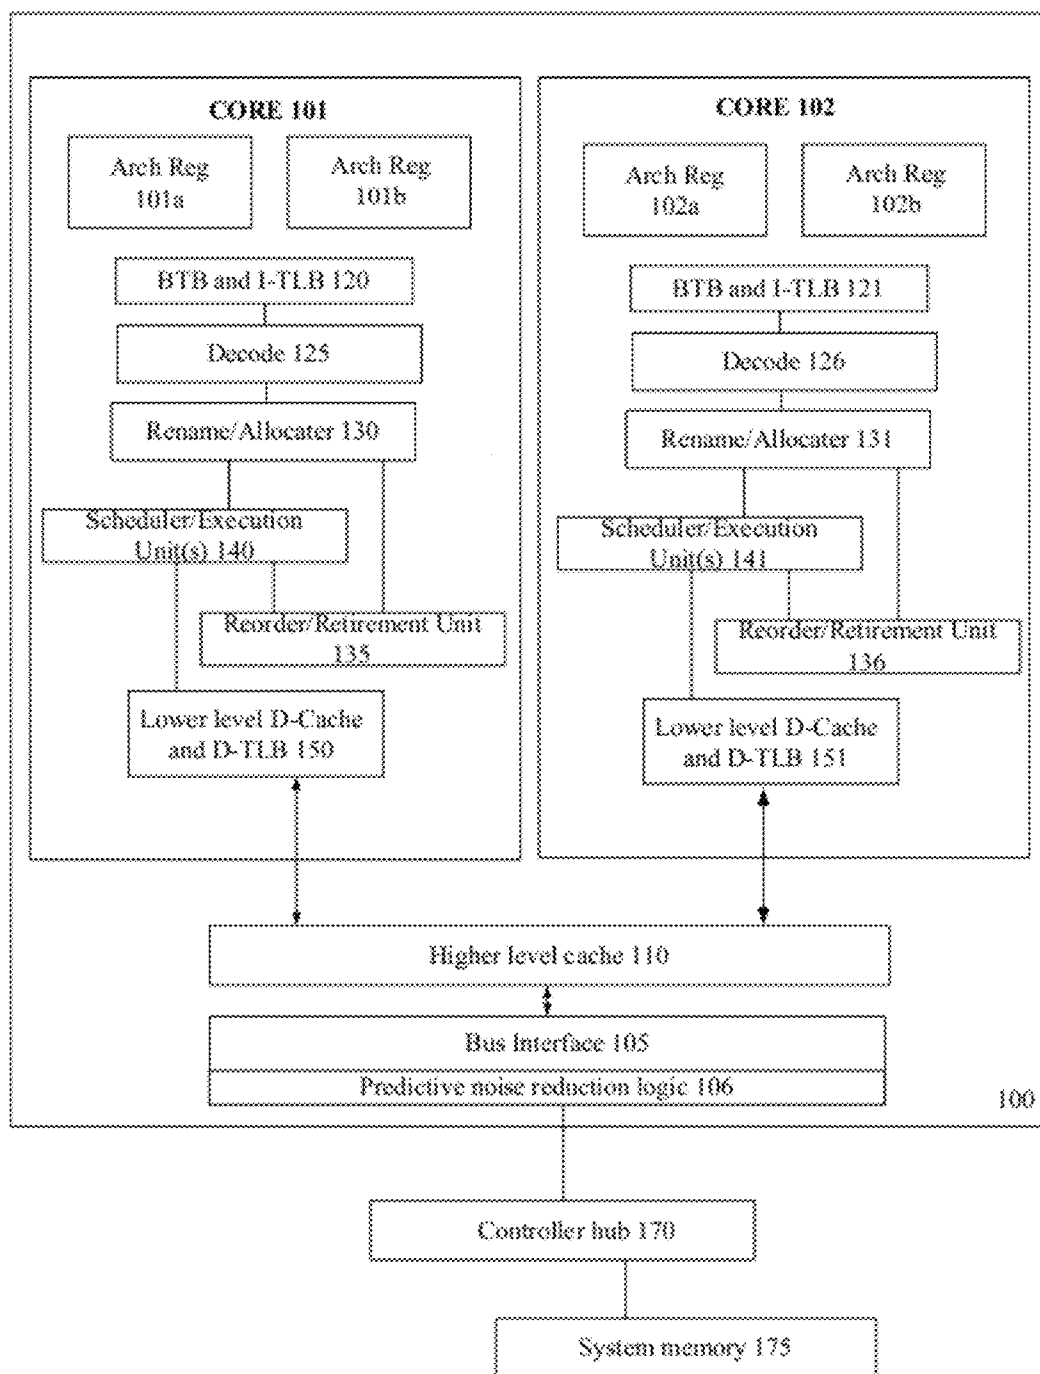 CORE 101
Arch Reg
101a
Arch Reg
101b
BTB and I-TLB 120
Decode 125
Rename/Allocater 130
Scheduler/Execution
Unit(s) 140
Reorder/Retirement Unit
135
Lower level D-Cache
and D-TLB 150
CORE 102
Arch Reg
102a
Arch Reg
102b
BTB and I-TLB 121
Decode 126
Rename/Allocater 131
Scheduler/Execution
Unit(s) 141
Reorder/Retirement Unit
136
Lower level D-Cache
and D-TLB 151
Higher level cache 110
Bus Interface 105
Predictive noise reduction logic 106
100
Controller hub 170
System memory 175